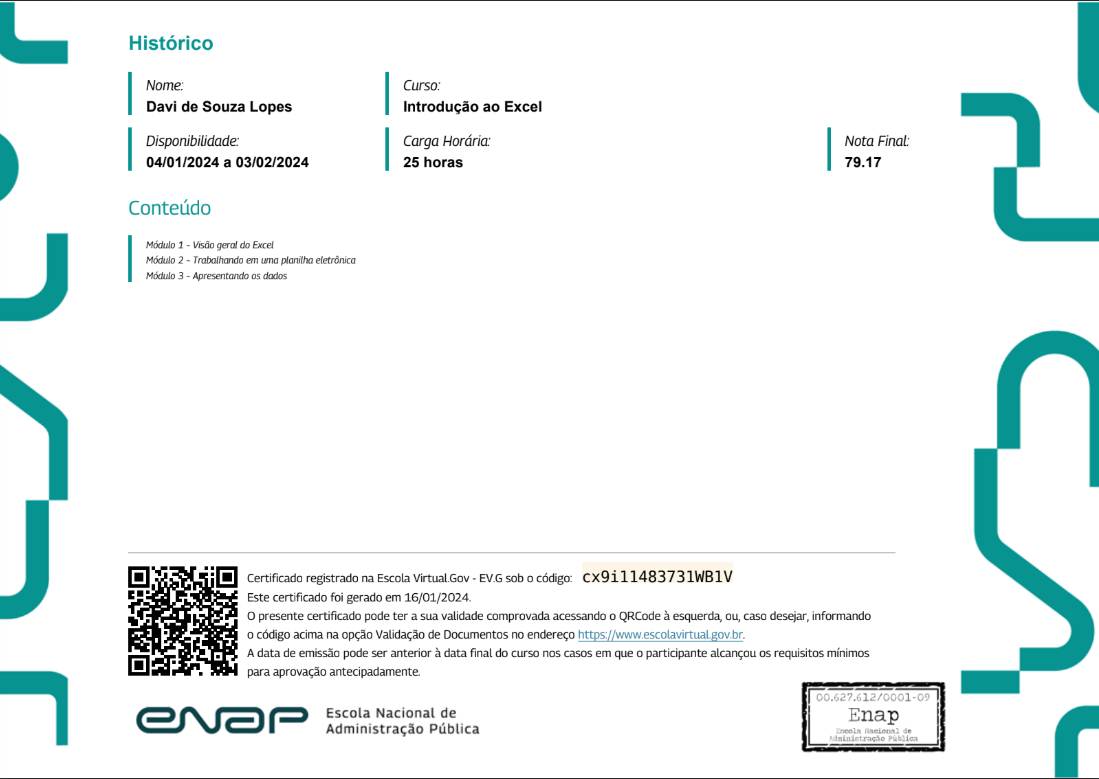 Histórico
Nome:
Davi de Souza Lopes
Curso:
Introdução ao Excel
Disponibilidade:
04/01/2024 a 03/02/2024
Carga Horária:
25 horas
Nota Final:
79.17
Conteúdo
Módulo 1 - Visão geral do Excel
Módulo 2 - Trabalhando em uma planilha eletrônica
Módulo 3 - Apresentando os dados
Certificado registrado na Escola Virtual.Gov - EV.G sob o código: cx9i11483731WB1V
Este certificado foi gerado em 16/01/2024.
O presente certificado pode ter a sua validade comprovada acessando o QRCode à esquerda, ou, caso desejar, informando
o código acima na opção Validação de Documentos no endereço https://www.escolavirtual.gov.br.
A data de emissão pode ser anterior à data final do curso nos casos em que o participante alcançou os requisitos mínimos
para aprovação antecipadamente.
enap
Escola Nacional de
Administração Pública
00.627.612/0001-09
Enap
Escola Nacional de
Administração Pública